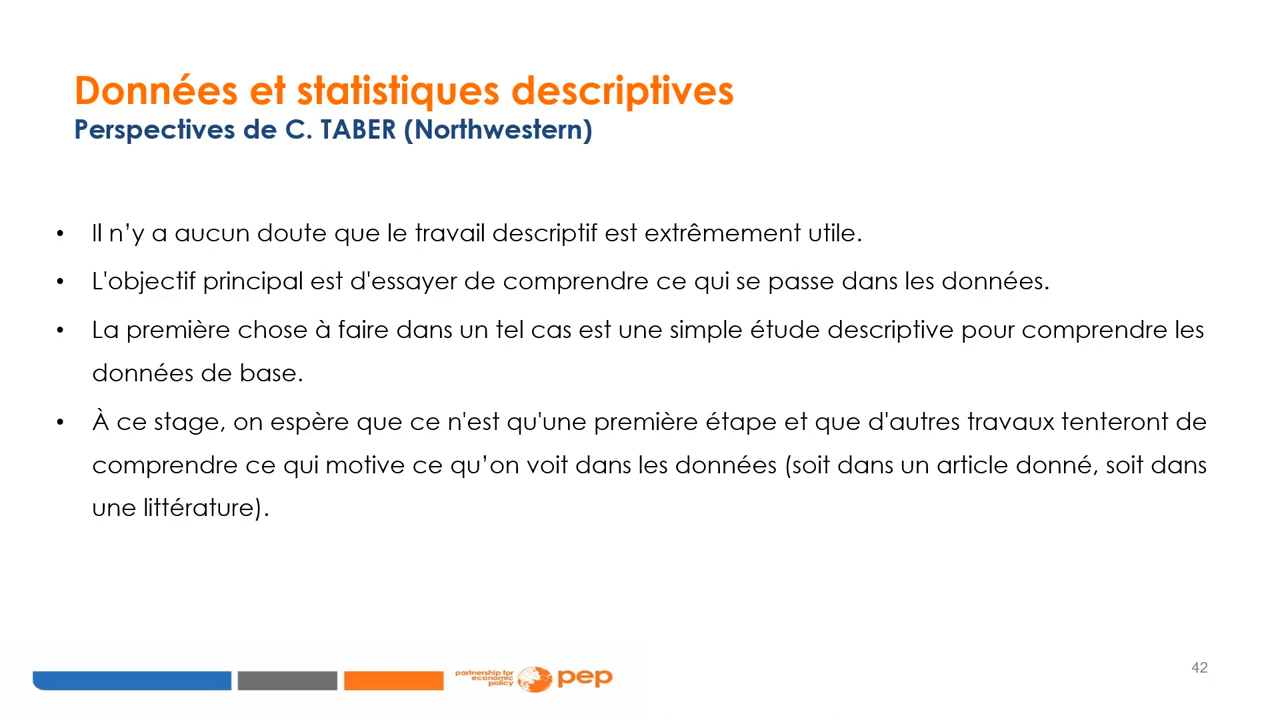 Données et statistiques descriptives
Perspectives de C. TABER (Northwestern)
• Il n’y a aucun doute que le travail descriptif est extrêmement utile.
• L'objectif principal est d'essayer de comprendre ce qui se passe dans les données.
• La première chose à faire dans un tel cas est une simple étude descriptive pour comprendre les
données de base.
• À ce stage, on espère que ce n'est qu'une première étape et que d'autres travaux tenteront de
comprendre ce qui motive ce qu’on voit dans les données (soit dans un article donné, soit dans
une littérature).
partnership for
economic
policy
pep
42